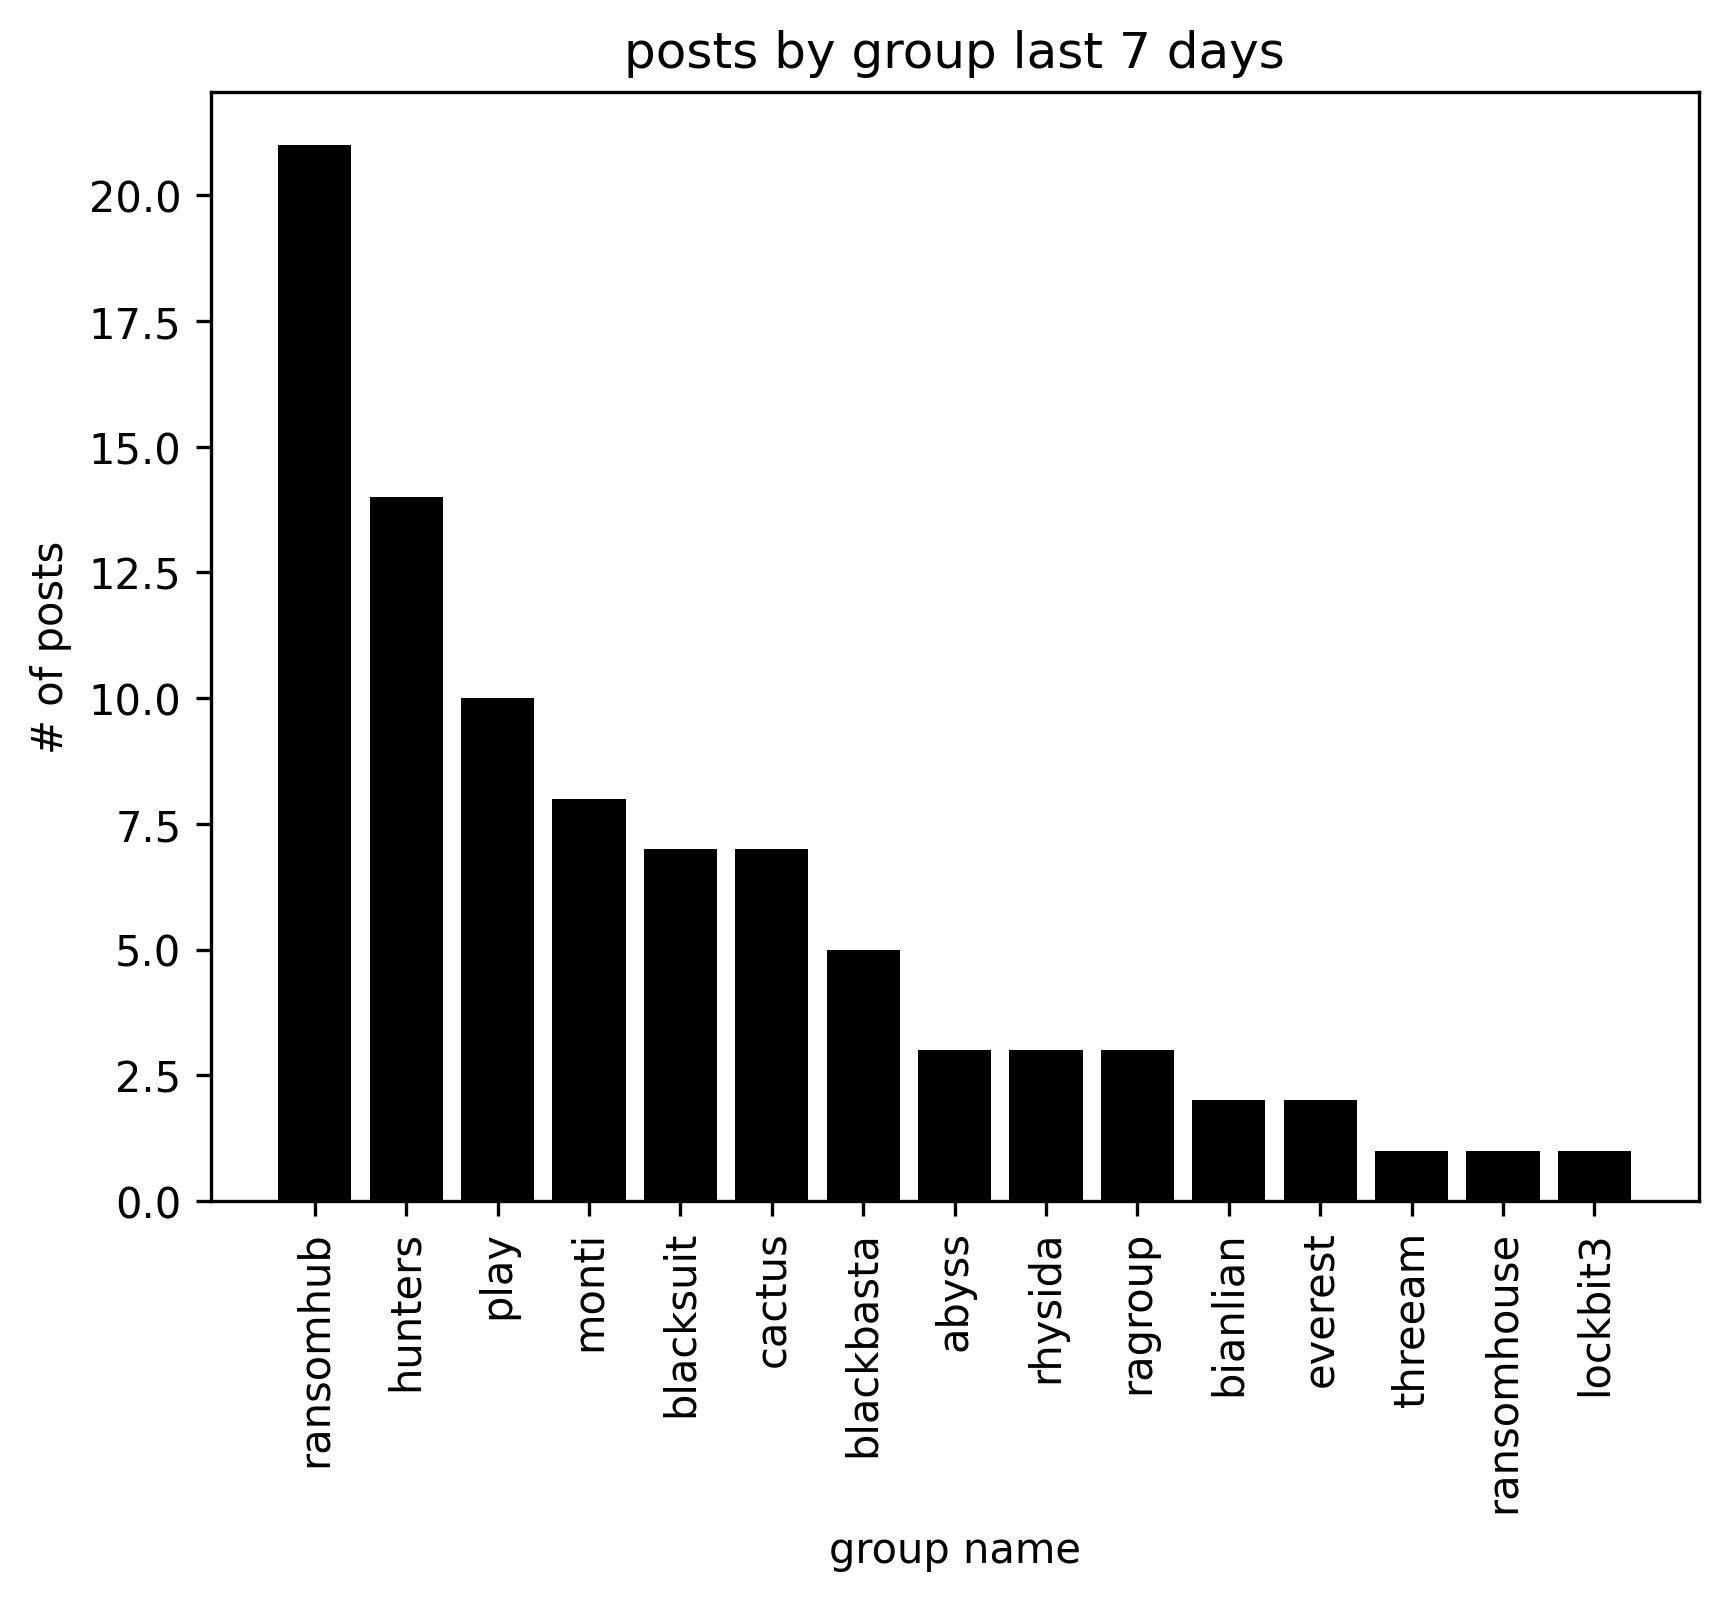 posts by group last 7 days
20.0
17.5
15.0
12.5
10.0
7.5
5.0
2.5
0.0
# of posts
ransomhub
hunters
play
monti
blacksuit
cactus
blackbasta
abyss
rhysida
ragroup
bianlian
everest
threeam
ransomhouse
lockbit3
group name